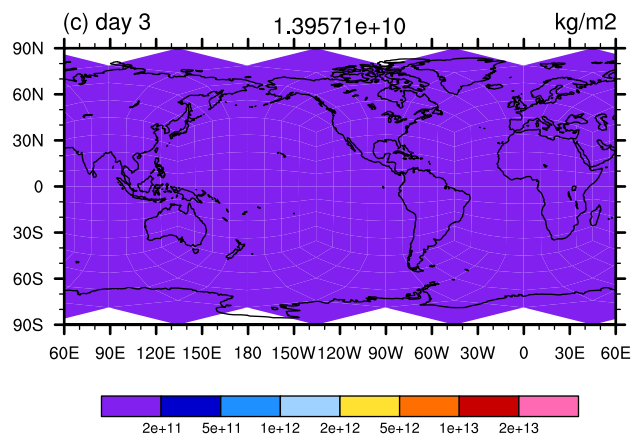 (c) day 3 1.39571e+10 kg/m2
90N
60N
30N
0
30S
60S
90S
60E 90E 120E 150E 180 150W 120W 90W 60W 30W 0 30E 60E
2e+11 5e+11 1e+12 2e+12 5e+12 1e+13 2e+13